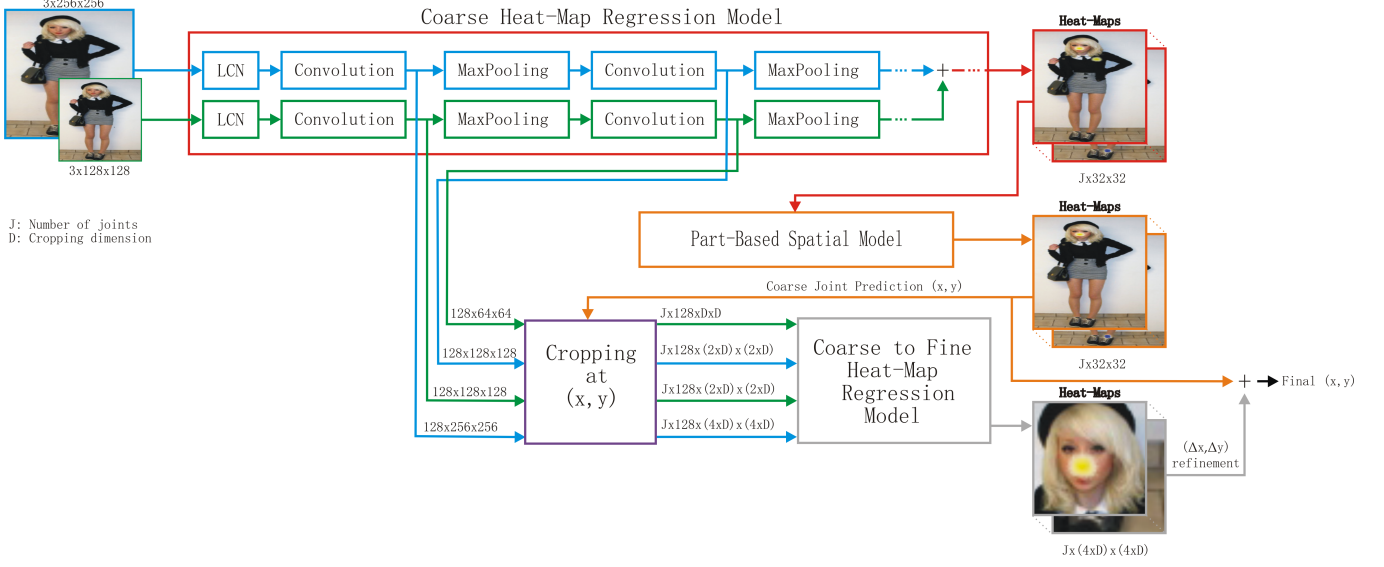 3x256x256
Coarse Heat-Map Regression Model
Heat-Maps
LCN
Convolution
MaxPooling
Convolution
MaxPooling
+
LCN
Convolution
MaxPooling
Convolution
MaxPooling
3x128x128
Jx32x32
J: Number of joints
D: Cropping dimension
Heat-Maps
Part-Based Spatial Model
Coarse Joint Prediction (x,y)
128x64x64
128x128x128
128x128x128
128x256x256
Cropping
at
(x,y)
Jx128xDxD
Jx128x(2xD)x(2xD)
Jx128x(2xD)x(2xD)
Jx128x(4xD)x(4xD)
Coarse to Fine
Heat-Map
Regression
Model
Jx32x32
+
Final (x,y)
Heat-Maps
(Δx,Δy)
refinement
Jx(4xD)x(4xD)